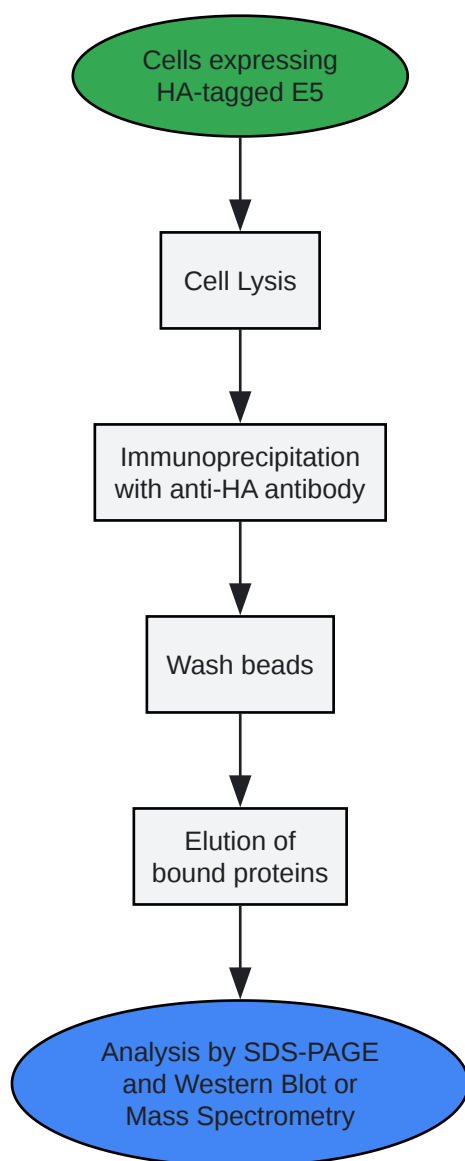 Cells expressing
HA-tagged E5
Cell Lysis
Immunoprecipitation
with anti-HA antibody
Wash beads
Elution of
bound proteins
Analysis by SDS-PAGE
and Western Blot or
Mass Spectrometry